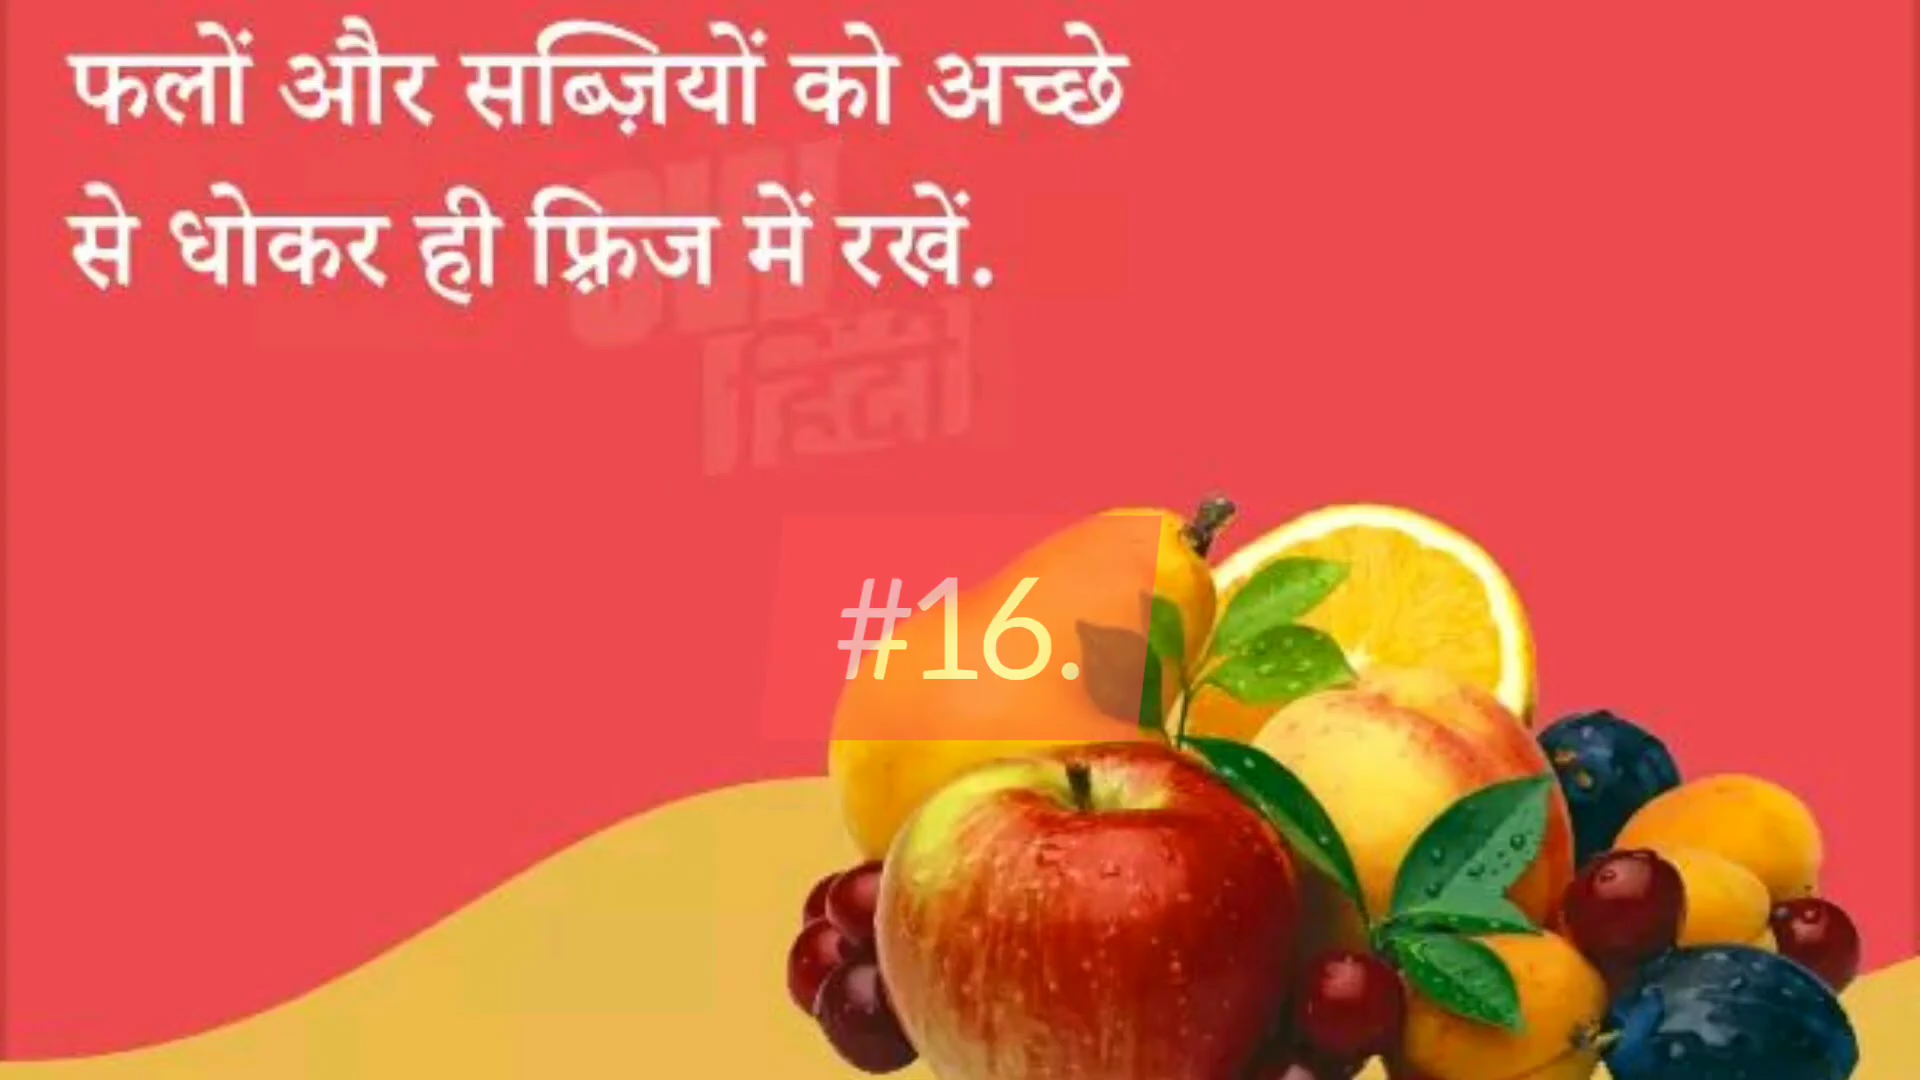 फलों और सब्ज़ियों को अच्छे
से धोकर ही फ़्रिज में रखें.
#16.